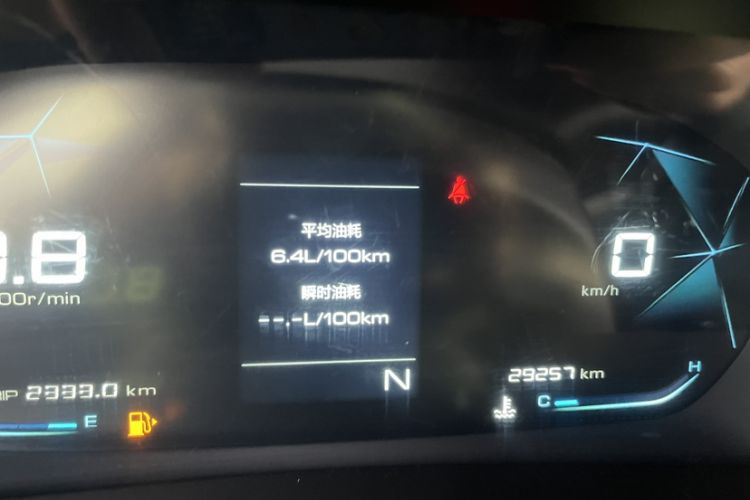 平均油耗
6.4L/100km
瞬时油耗
--.-L/100km
.8
00r/min
0
km/h
N
TRIP 2333.0 km
E
29257 km
C
H